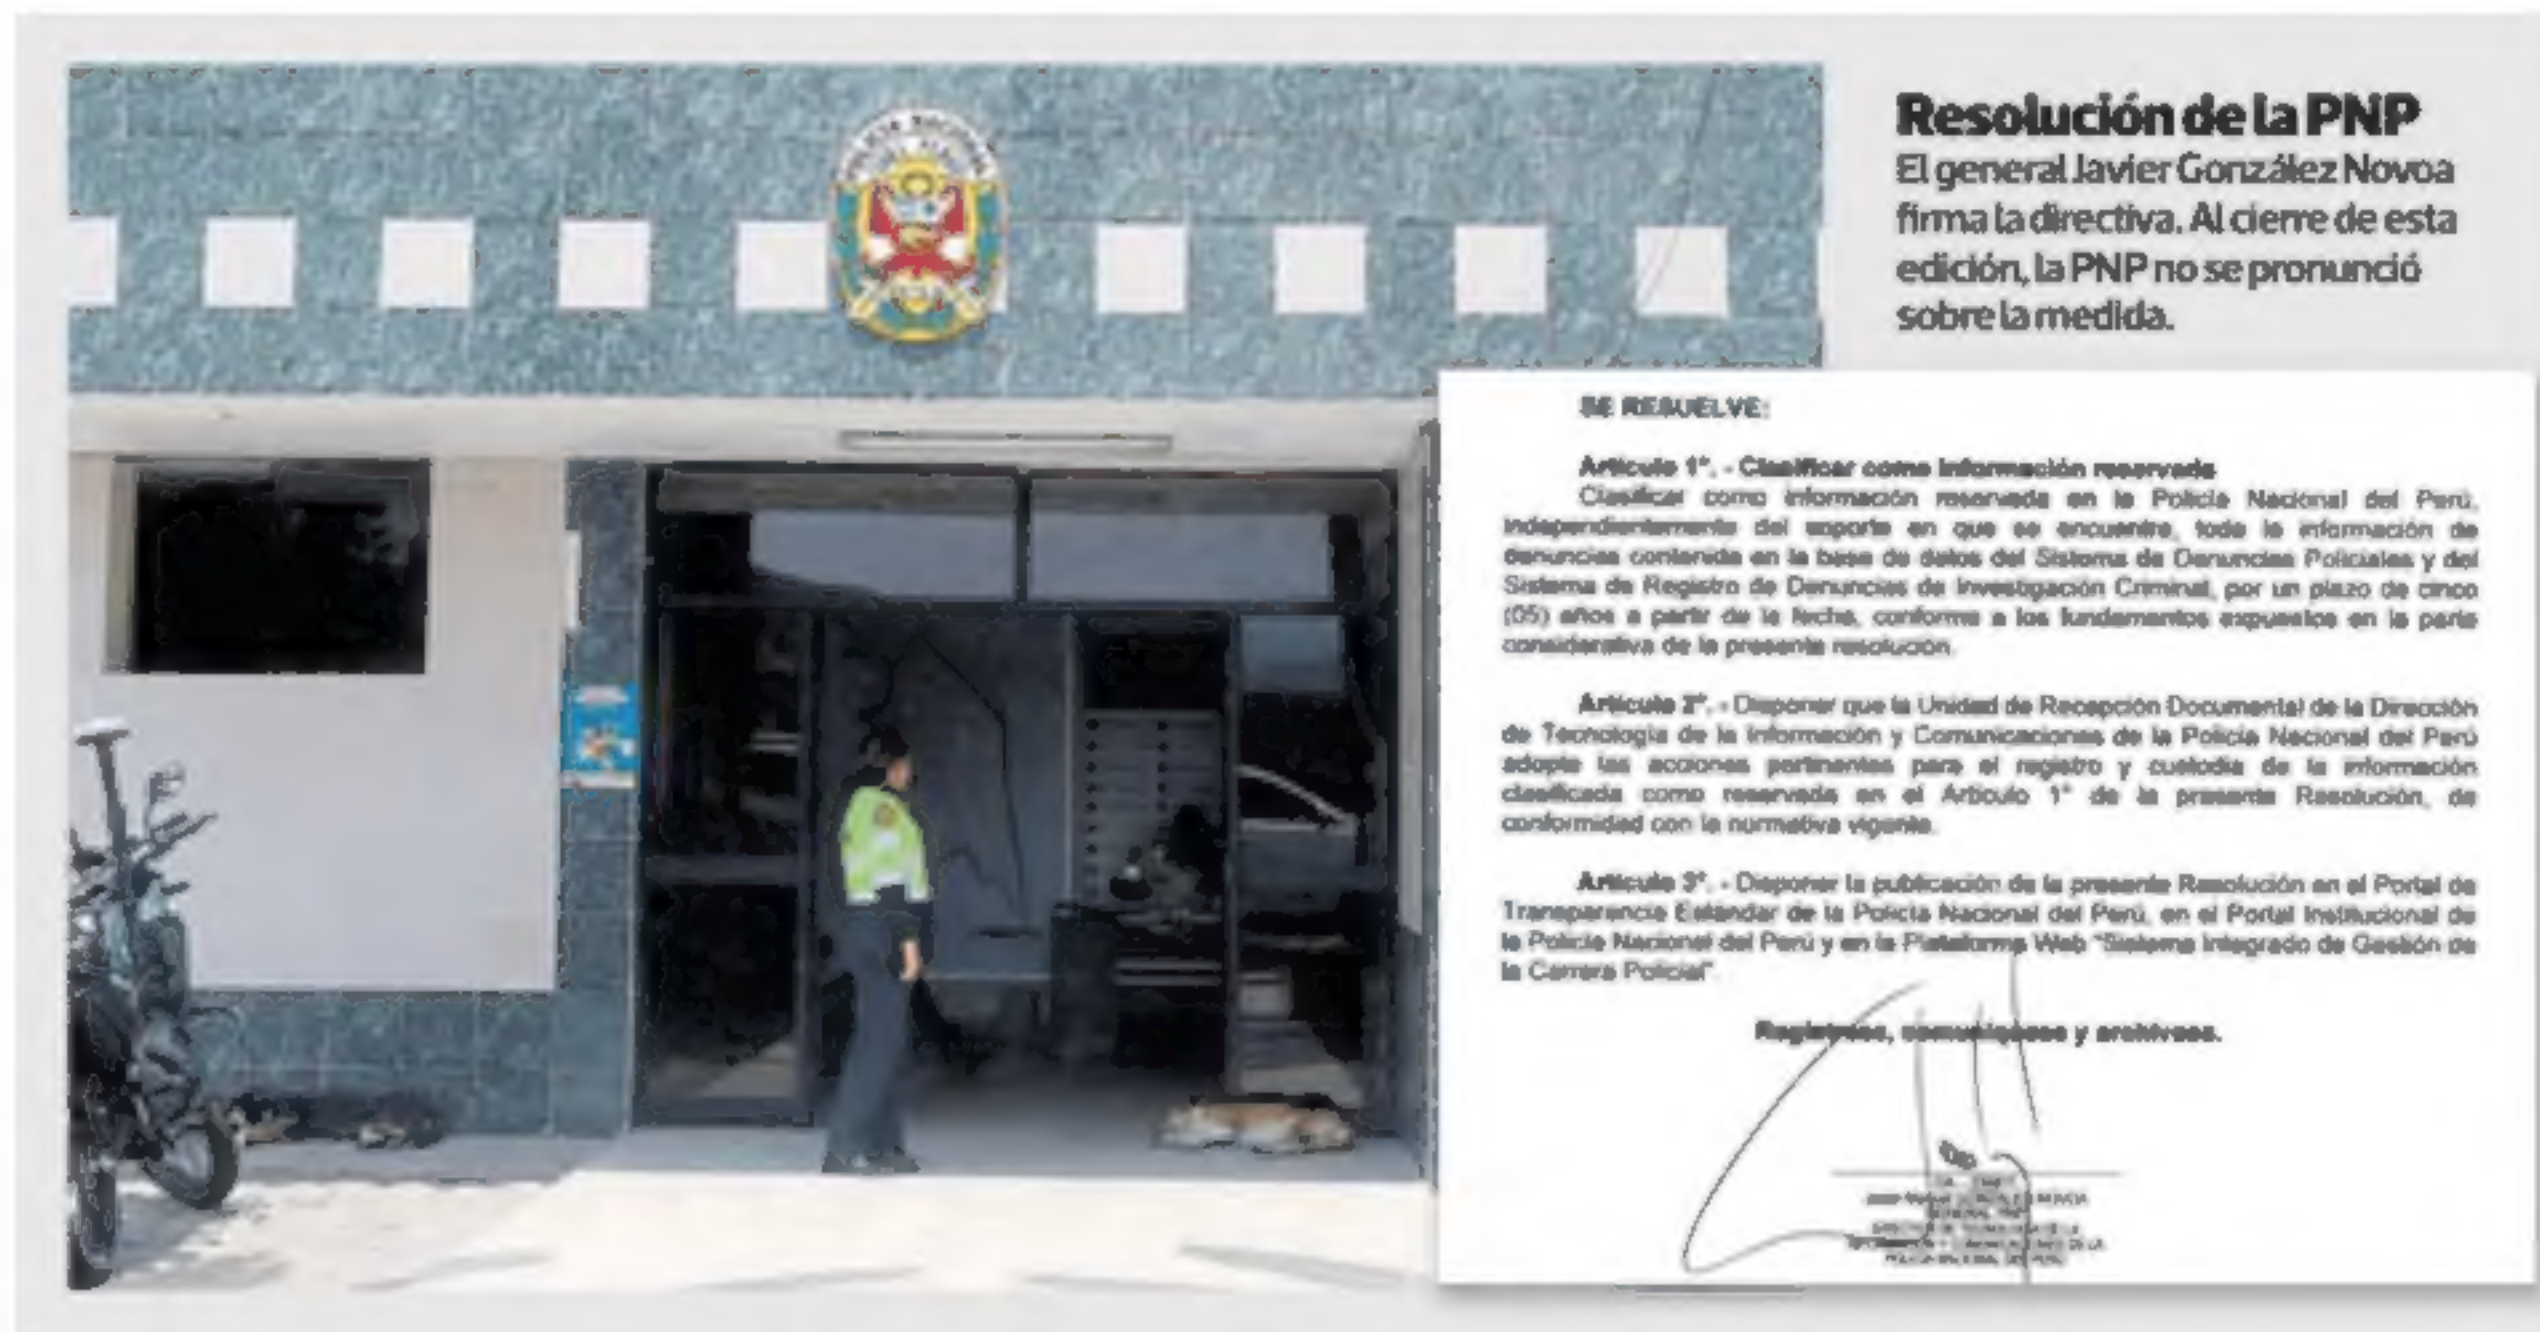 POLICIA NACIONAL
Resolución de la PNP
El general Javier González Novoa
firma la directiva. Al cierre de esta
edición, la PNP no se pronunció
sobre la medida.
SE RESUELVE:
Artículo 1°. - Clasificar como información reservada
Clasificar como información reservada en la Policía Nacional del Perú,
independientemente del soporte en que se encuentre, toda la información de
denuncias contenida en la base de datos del Sistema de Denuncias Policiales y del
Sistema de Registro de Denuncias de Investigación Criminal, por un plazo de cinco
(05) años a partir de la fecha, conforme a los fundamentos expuestos en la parte
considerativa de la presente resolución.
Artículo 2°. - Disponer que la Unidad de Recepción Documental de la Dirección
de Tecnología de la Información y Comunicaciones de la Policía Nacional del Perú
adopte las acciones pertinentes para el registro y custodia de la información
clasificada como reservada en el Artículo 1° de la presente Resolución, de
conformidad con la normativa vigente.
Artículo 3°. - Disponer la publicación de la presente Resolución en el Portal de
Transparencia Estándar de la Policía Nacional del Perú, en el Portal Institucional de
la Policía Nacional del Perú y en la Plataforma Web "Sistema Integrado de Gestión de
la Carrera Policial".
Regístrese, comuníquese y archívese.